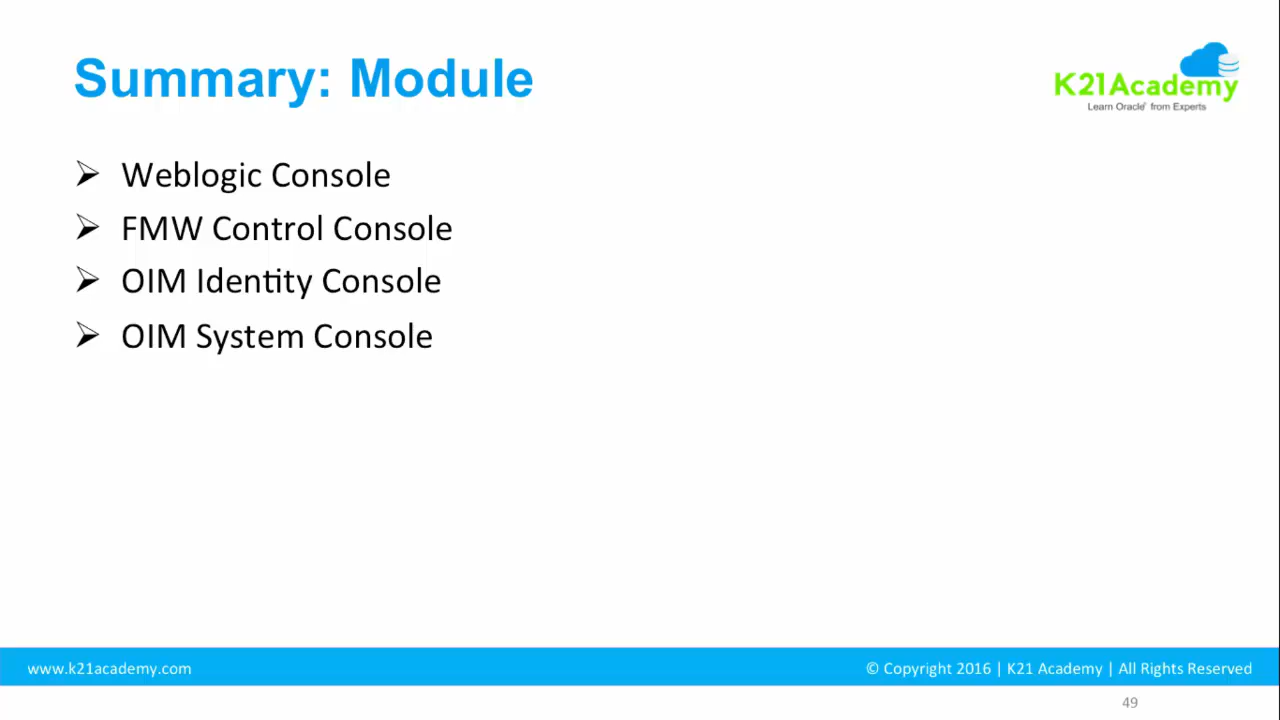 Summary: Module
K21Academy
Learn Oracle from Experts
➢ Weblogic Console
➢ FMW Control Console
➢ OIM Identity Console
➢ OIM System Console
www.k21academy.com
© Copyright 2016 | K21 Academy | All Rights Reserved
49